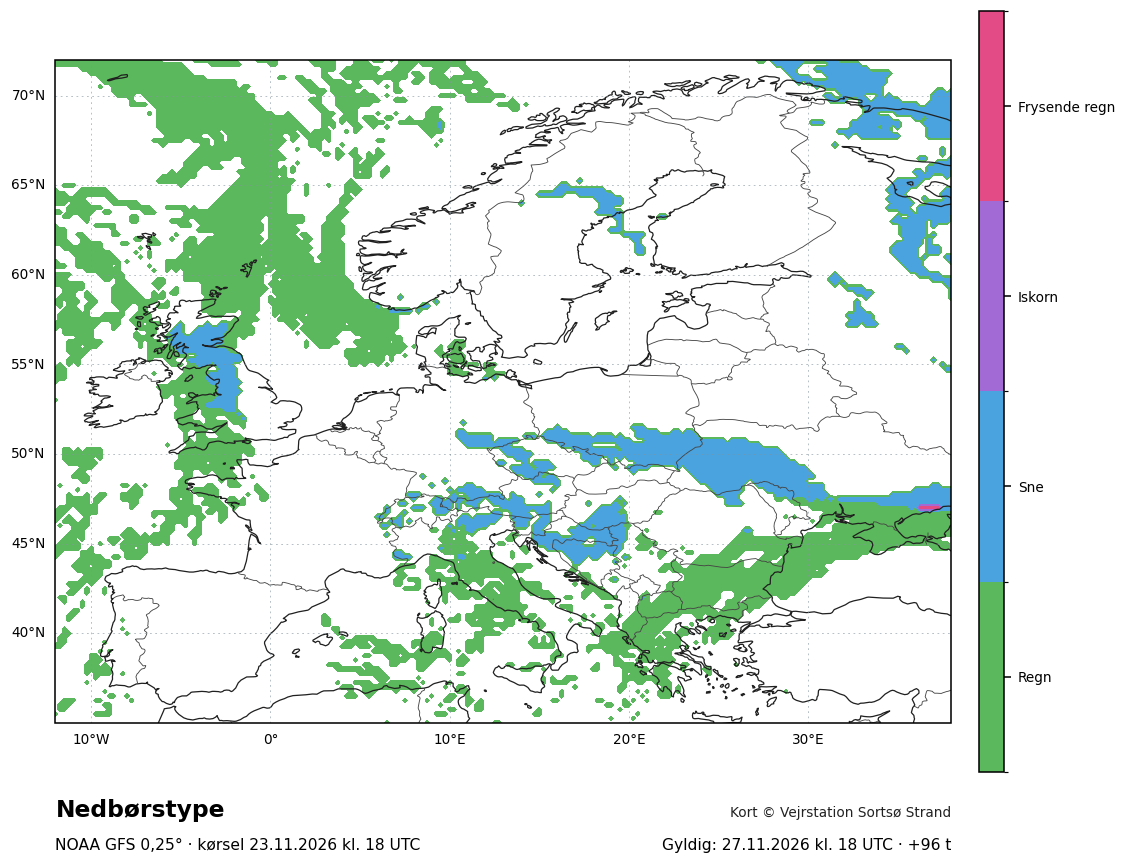 70°N
65°N
60°N
55°N
50°N
45°N
40°N
10°W
0°
10°E
20°E
30°E
Frysende regn
Iskorn
Sne
Regn
Nedbørstype
Kort © Vejrstation Sortsø Strand
NOAA GFS 0,25° · kørsel 23.11.2026 kl. 18 UTC
Gyldig: 27.11.2026 kl. 18 UTC · +96 t